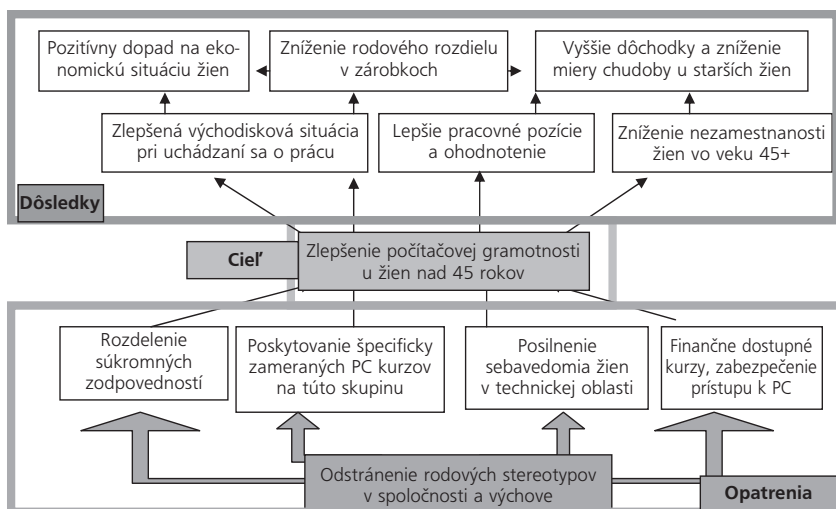 Pozitívny dopad na eko-
nomickú situáciu žien
Zníženie rodového rozdielu
v zárobkoch
Vyššie dôchodky a zníženie
miery chudoby u starších žien
Zlepšená východisková situácia
pri uchádzaní sa o prácu
Lepšie pracovné pozície
a ohodnotenie
Zníženie nezamestnanosti
žien vo veku 45+
Dôsledky
Cieľ
Zlepšenie počítačovej gramotnosti
u žien nad 45 rokov
Rozdelenie
súkromných
zodpovedností
Poskytovanie špecificky
zameraných PC kurzov
na túto skupinu
Posilnenie
sebavedomia žien
v technickej oblasti
Finančne dostupné
kurzy, zabezpečenie
prístupu k PC
Odstránenie rodových stereotypov
v spoločnosti a výchove
Opatrenia